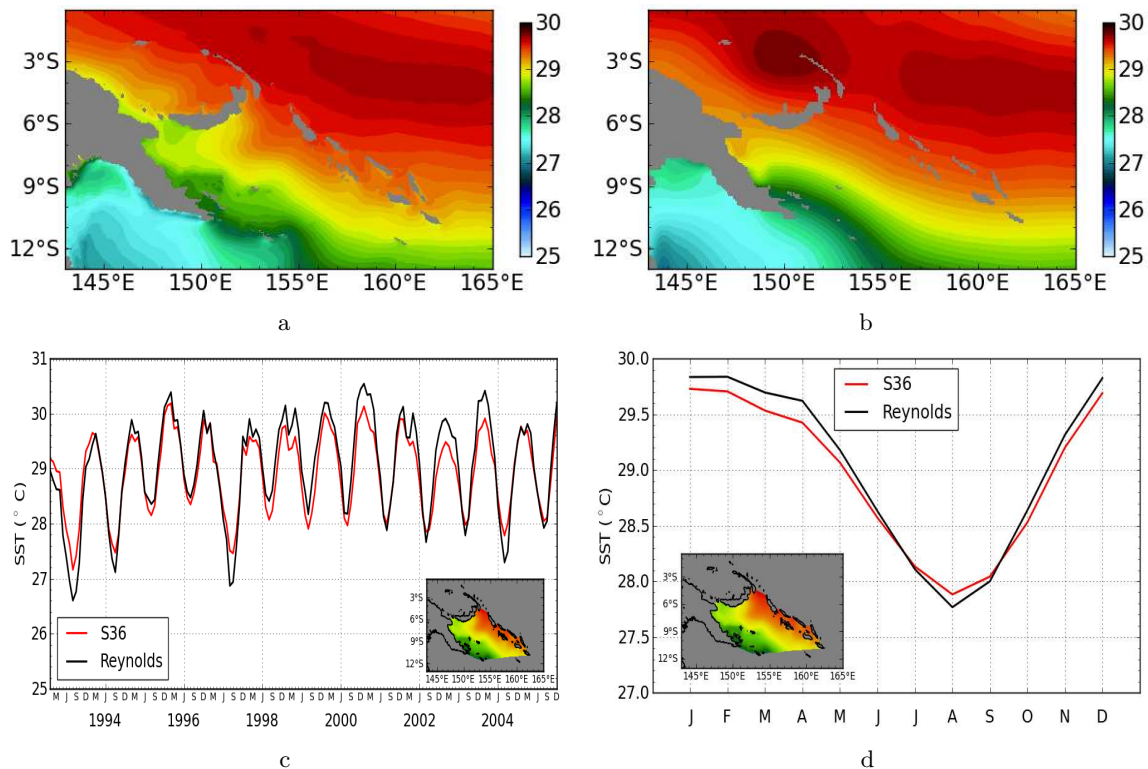 3°S
6°S
9°S
12°S
145°E 150°E 155°E 160°E 165°E
30
29
28
27
26
25
a
3°S
6°S
9°S
12°S
145°E 150°E 155°E 160°E 165°E
30
29
28
27
26
25
b
SST (°C)
31
30
29
28
27
26
25
S36
Reynolds
3°S
6°S
9°S
12°S
145°E 150°E 155°E 160°E 165°E
M J S D M J S D M J S D M J S D M J S D M J S D M J S D M J S D M J S D M J S D M J S D M J S D M J S D
1994 1996 1998 2000 2002 2004
c
SST (°C)
30.0
29.5
29.0
28.5
28.0
27.5
27.0
S36
Reynolds
3°S
6°S
9°S
12°S
145°E 150°E 155°E 160°E 165°E
J F M A M J J A S O N D
d